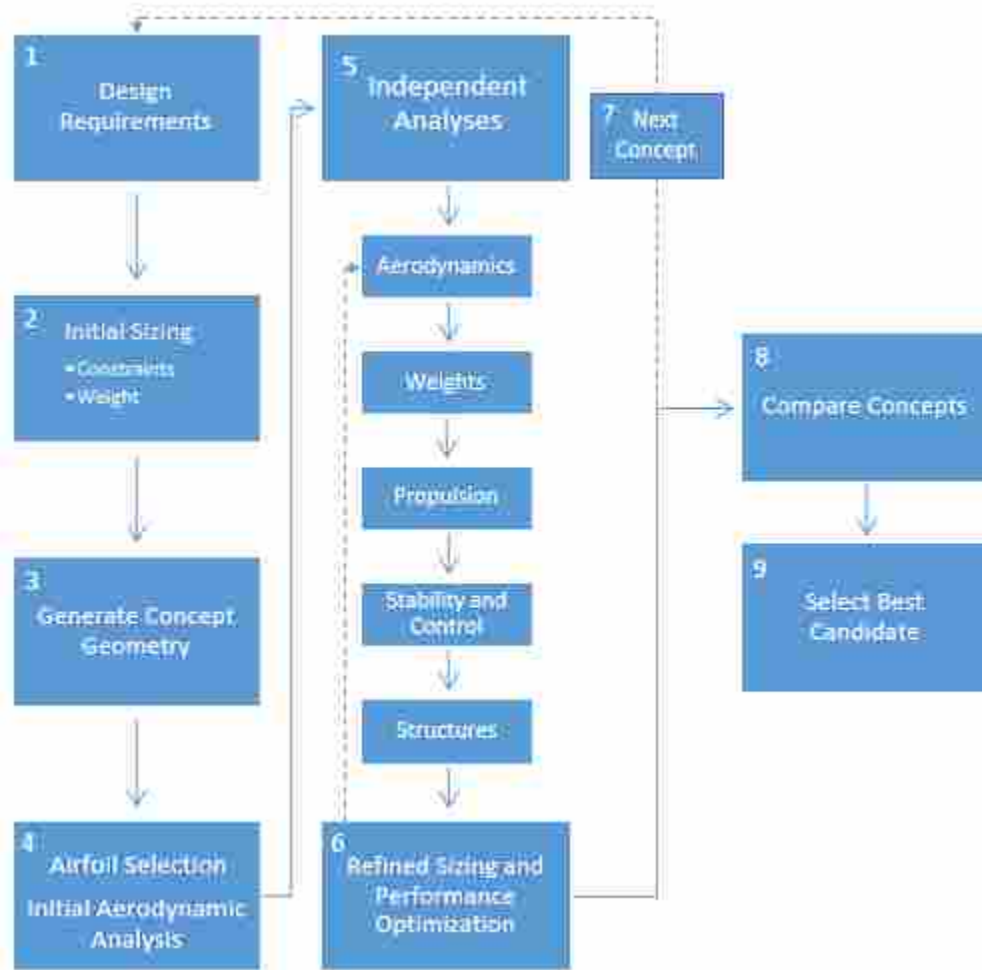 1
Design
Requirements
2
Initial Sizing
▪ Constraints
▪ Weight
3
Generate Concept
Geometry
4
Airfoil Selection
Initial Aerodynamic
Analysis
5
Independent
Analyses
Aerodynamics
Weights
Propulsion
Stability and
Control
Structures
6
Refined Sizing and
Performance
Optimization
7
Next
Concept
8
Compare Concepts
9
Select Best
Candidate